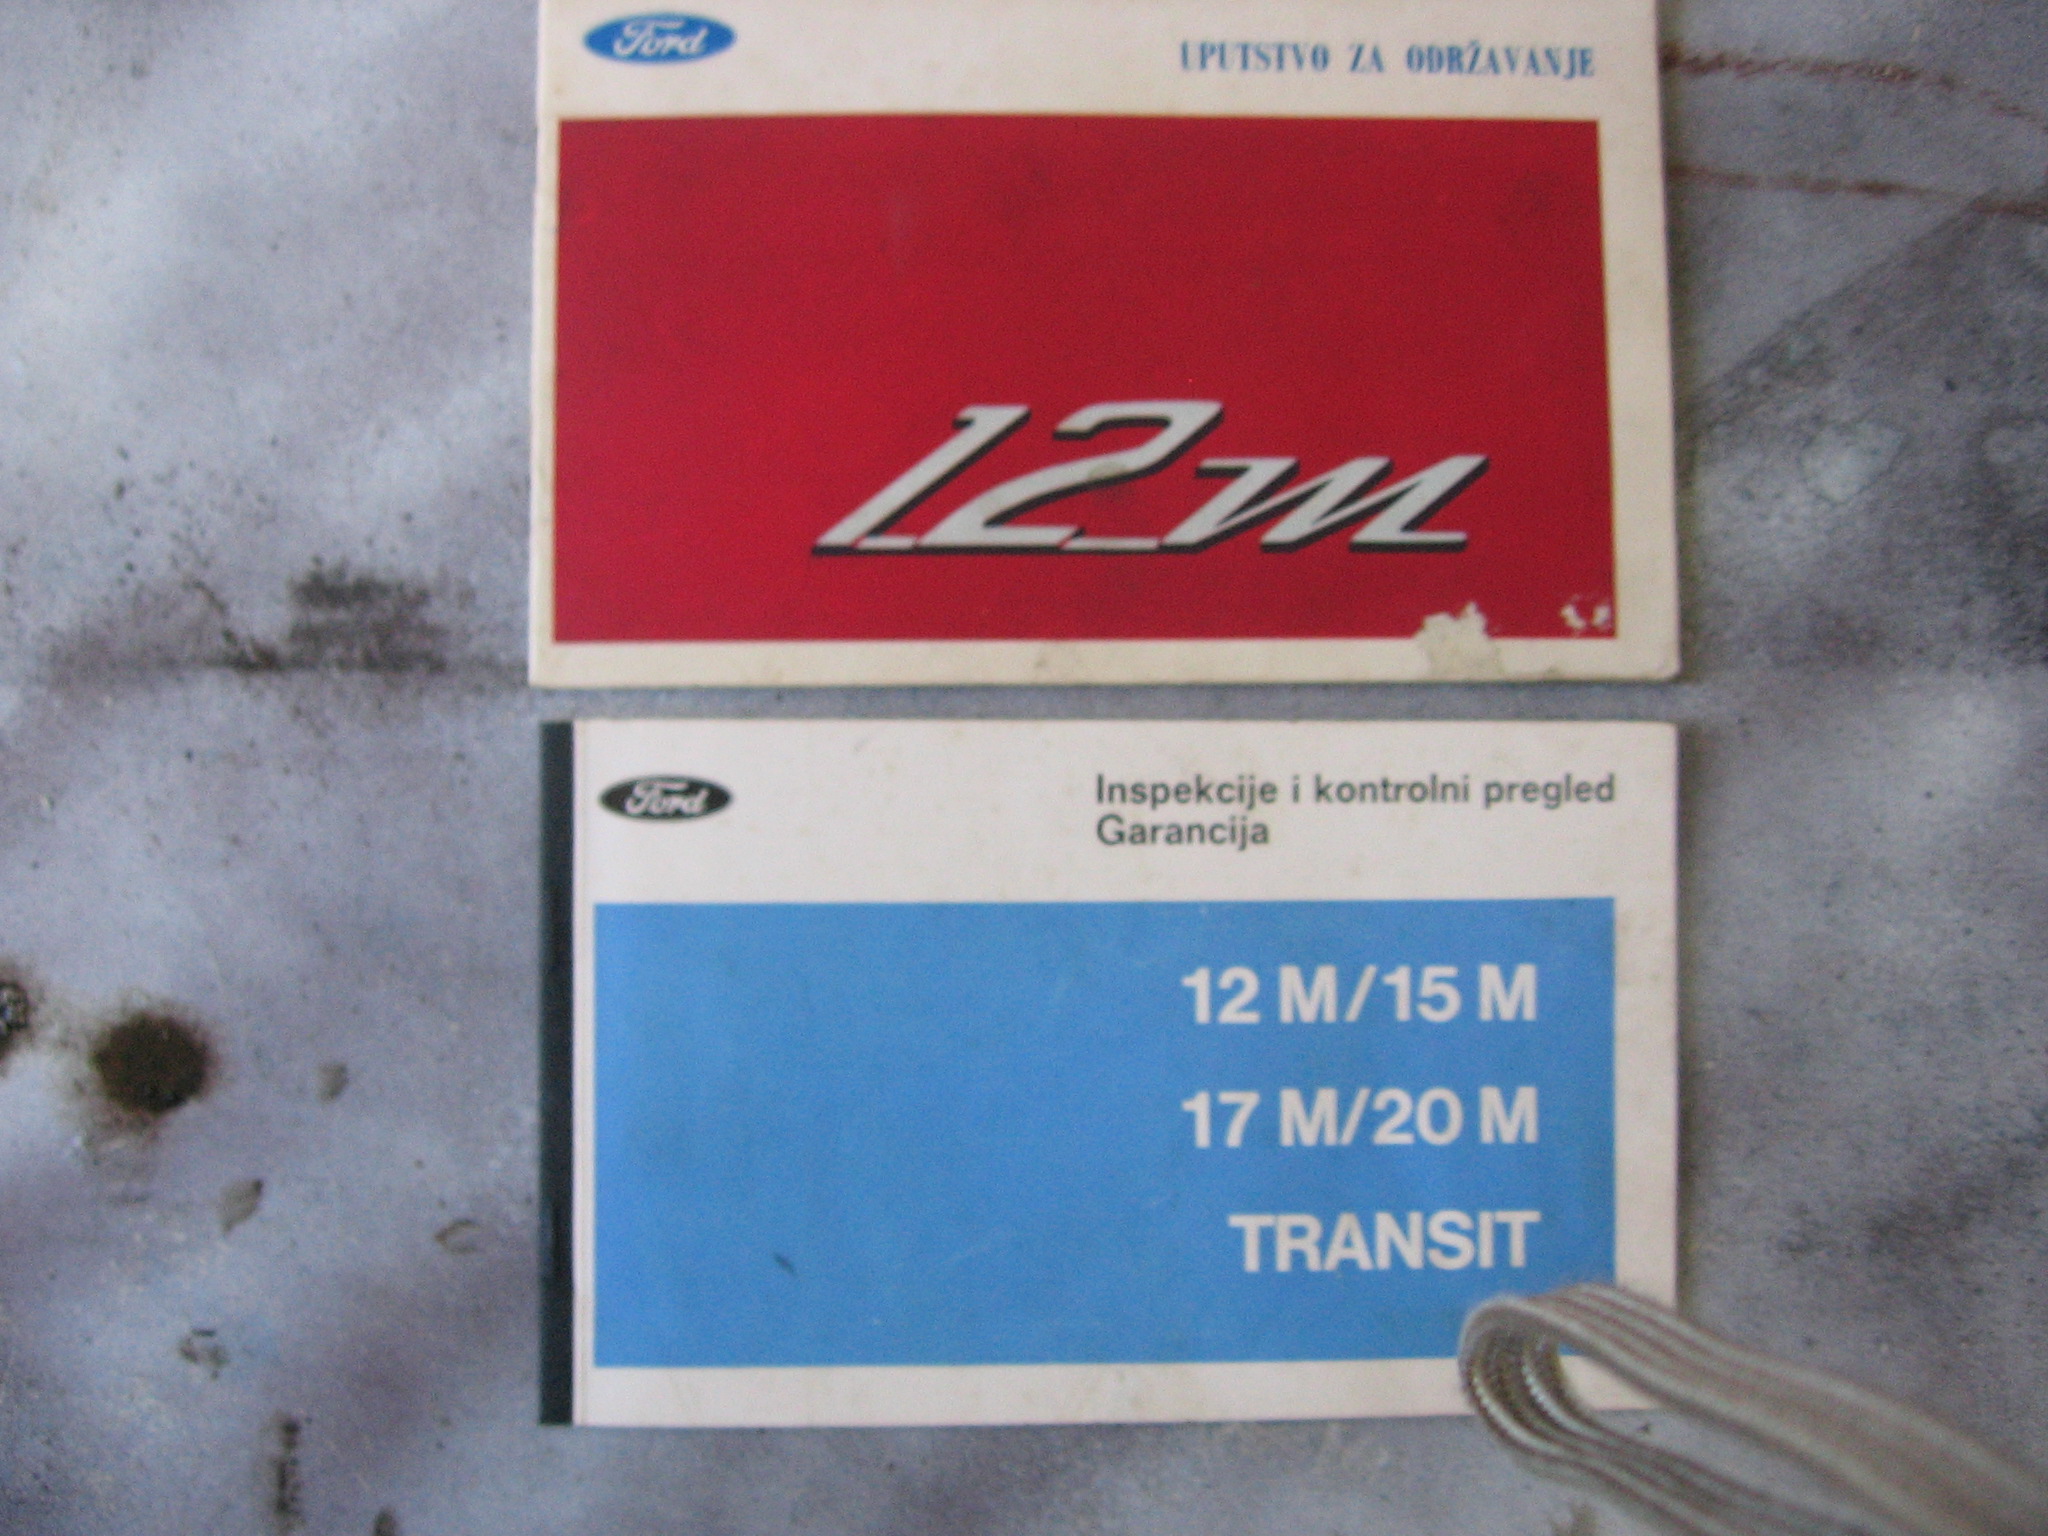 Ford
UPUTSTVO ZA ODRŽAVANJE
12m
Ford
Inspekcije i kontrolni pregled
Garancija
12 M/15 M
17 M/20 M
TRANSIT